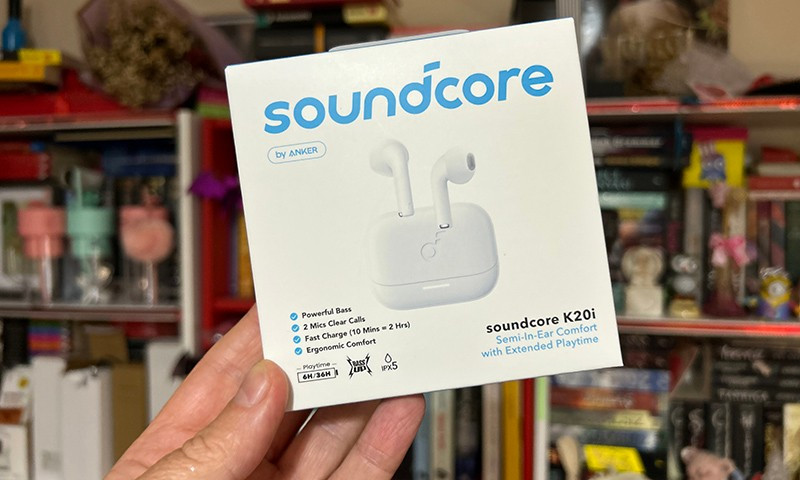 soundcore
by ANKER
Powerful Bass
2 Mics Clear Calls
Fast Charge (10 Mins = 2 Hrs)
Ergonomic Comfort
soundcore K20i
Semi-In-Ear Comfort
with Extended Playtime
Playtime
6H/36H
BASS
IPX5